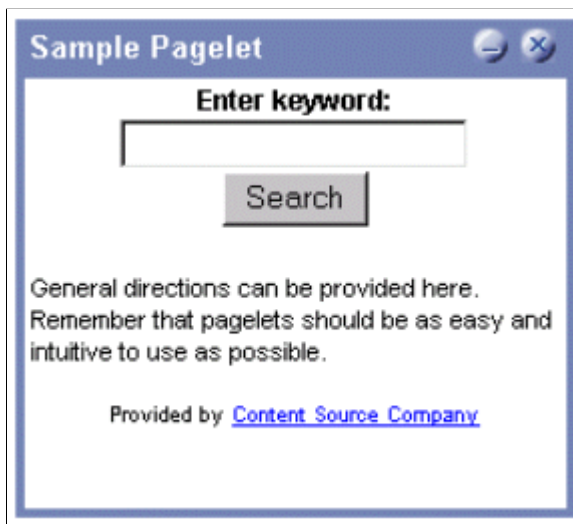 Sample Pagelet
Enter keyword:
Search
General directions can be provided here.
Remember that pagelets should be as easy and
intuitive to use as possible.
Provided by Content Source Company